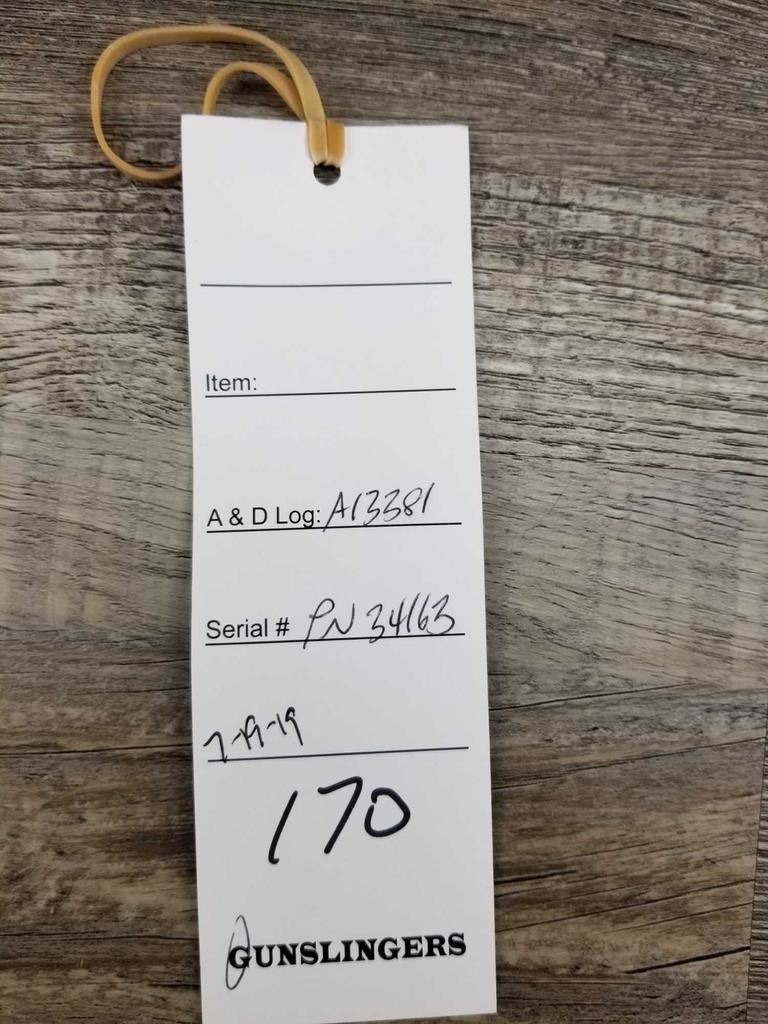 Item:
A & D Log: A13381
Serial # PN 34163
7-19-19
170
GUNSLINGERS